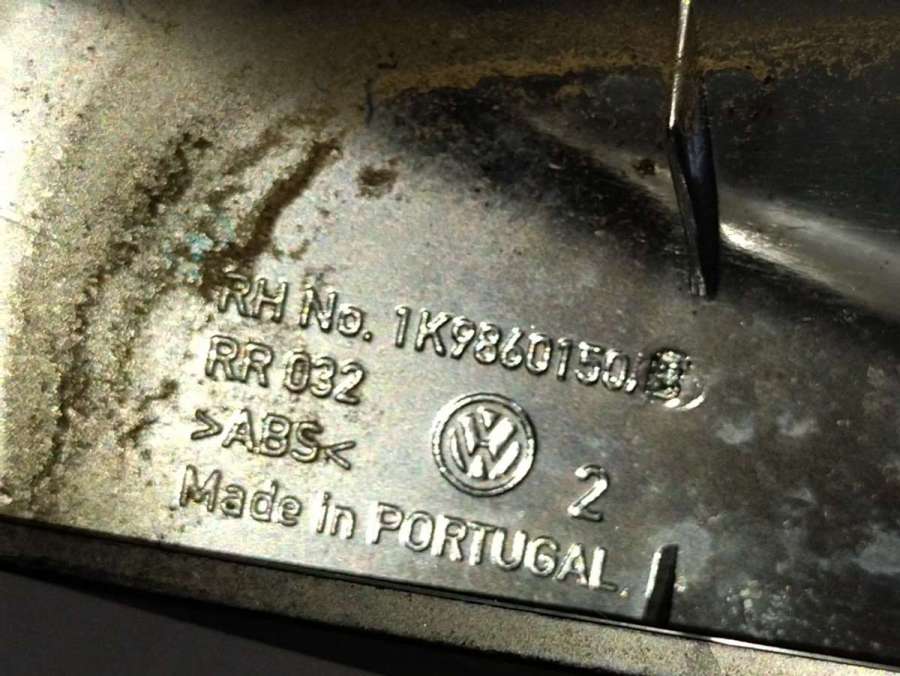 RH No. 1K9860150/
RR 032
>ABS<
2
Made in PORTUGAL